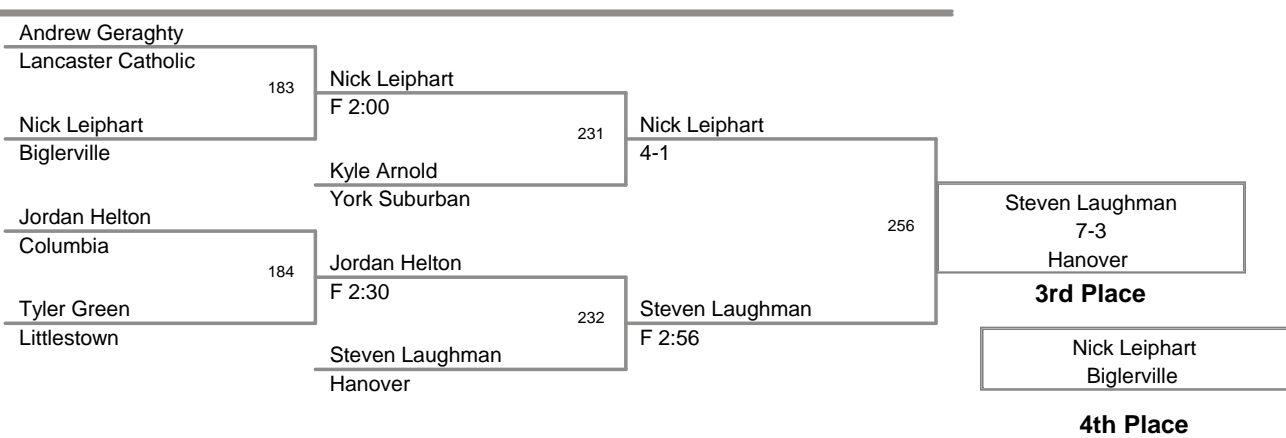 Andrew Geraghty
Lancaster Catholic
183
Nick Leiphart
Biglerville
Jordan Helton
Columbia
184
Tyler Green
Littlestown
Nick Leiphart
F 2:00
231
Kyle Arnold
York Suburban
Jordan Helton
F 2:30
232
Steven Laughman
Hanover
Nick Leiphart
4-1
256
Steven Laughman
F 2:56
Steven Laughman
7-3
Hanover
3rd Place
Nick Leiphart
Biglerville
4th Place